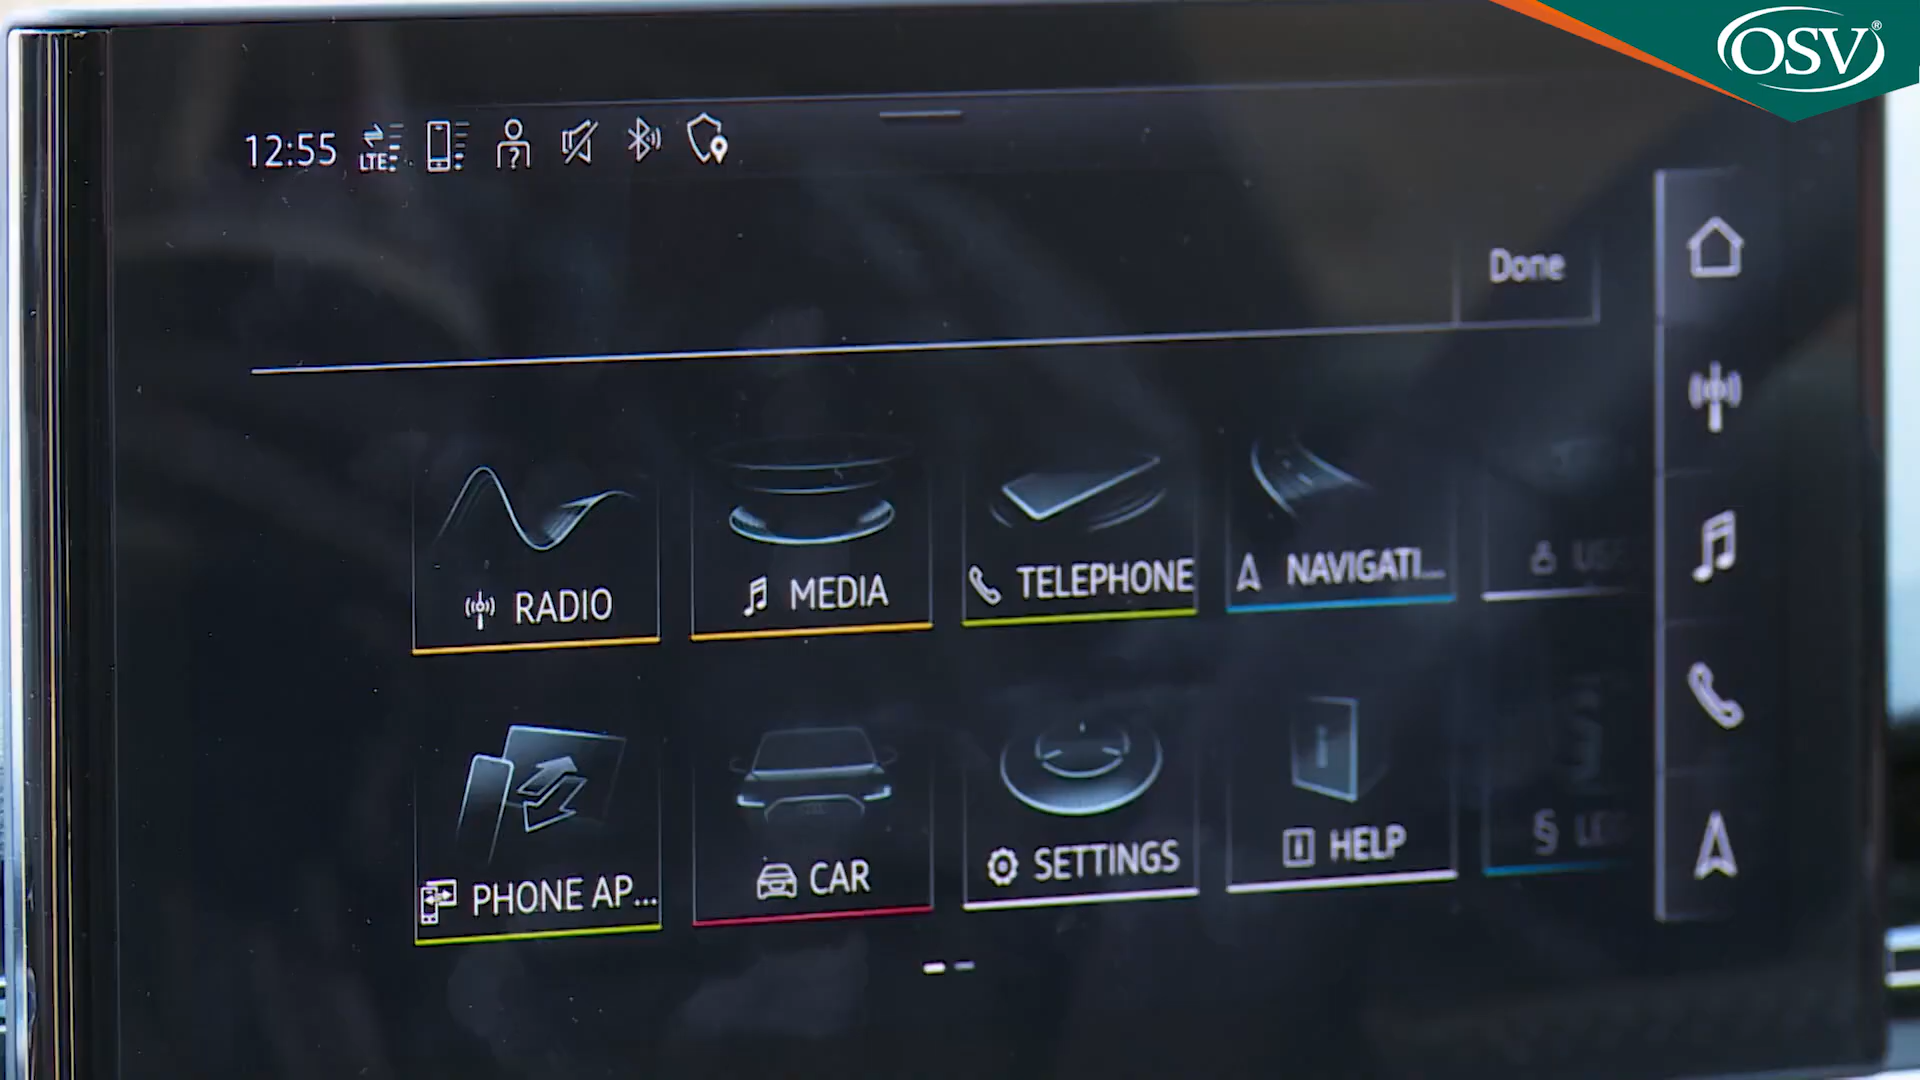 OSV®
12:55 LTE
Done
RADIO
MEDIA
TELEPHONE
NAVIGATI...
PHONE AP...
CAR
SETTINGS
HELP